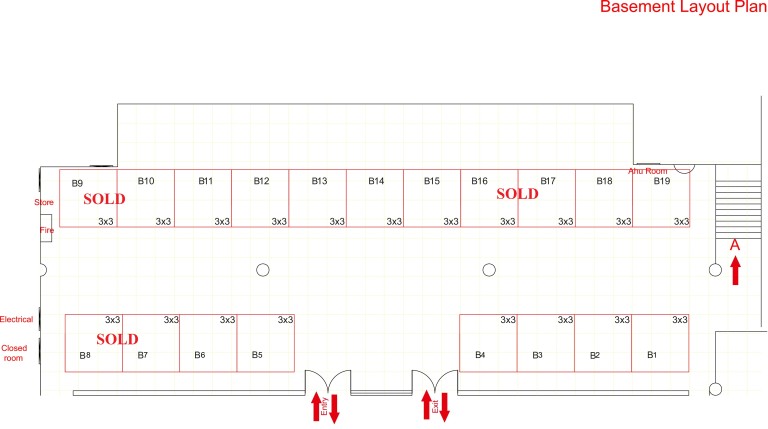 Basement Layout Plan
Ahu Room
B9 B10 B11 B12 B13 B14 B15 B16 B17 B18 B19
SOLD SOLD
Store
3x3 3x3 3x3 3x3 3x3 3x3 3x3 3x3 3x3 3x3 3x3
Fire
A
Electrical
3x3 3x3 3x3 3x3 3x3 3x3 3x3 3x3
SOLD
Closed
room
B8 B7 B6 B5 B4 B3 B2 B1
Entry
Exit